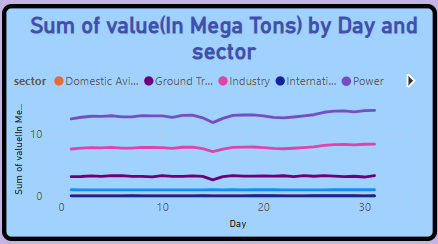 Sum of value(In Mega Tons) by Day and
sector
sector Domestic Avi... Ground Tr... Industry Internati... Power
Sum of value(In Me...
10
0
0 10 20 30
Day